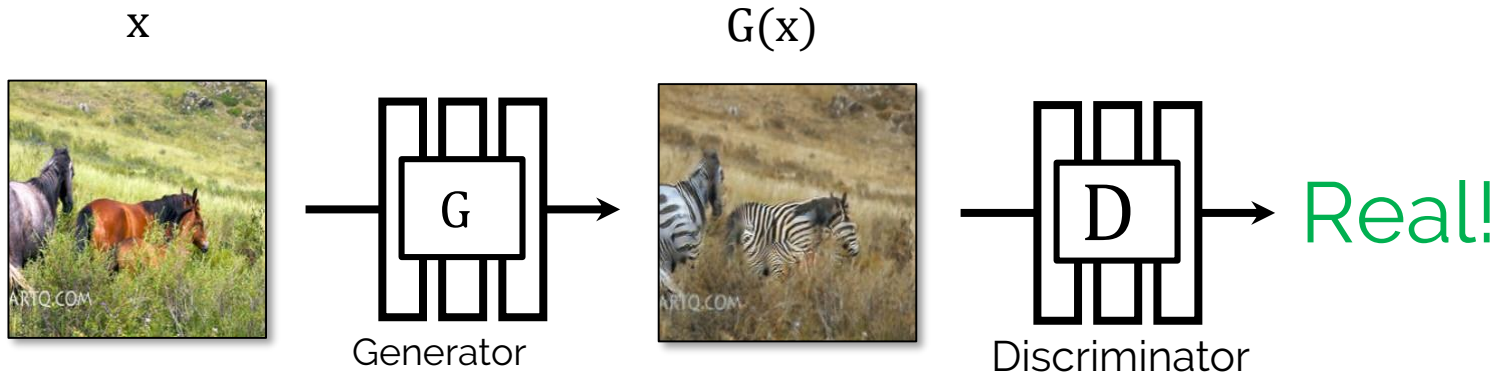 x
G(x)
ARTQ.COM
G
Generator
ARTQ.COM
D
Discriminator
Real!